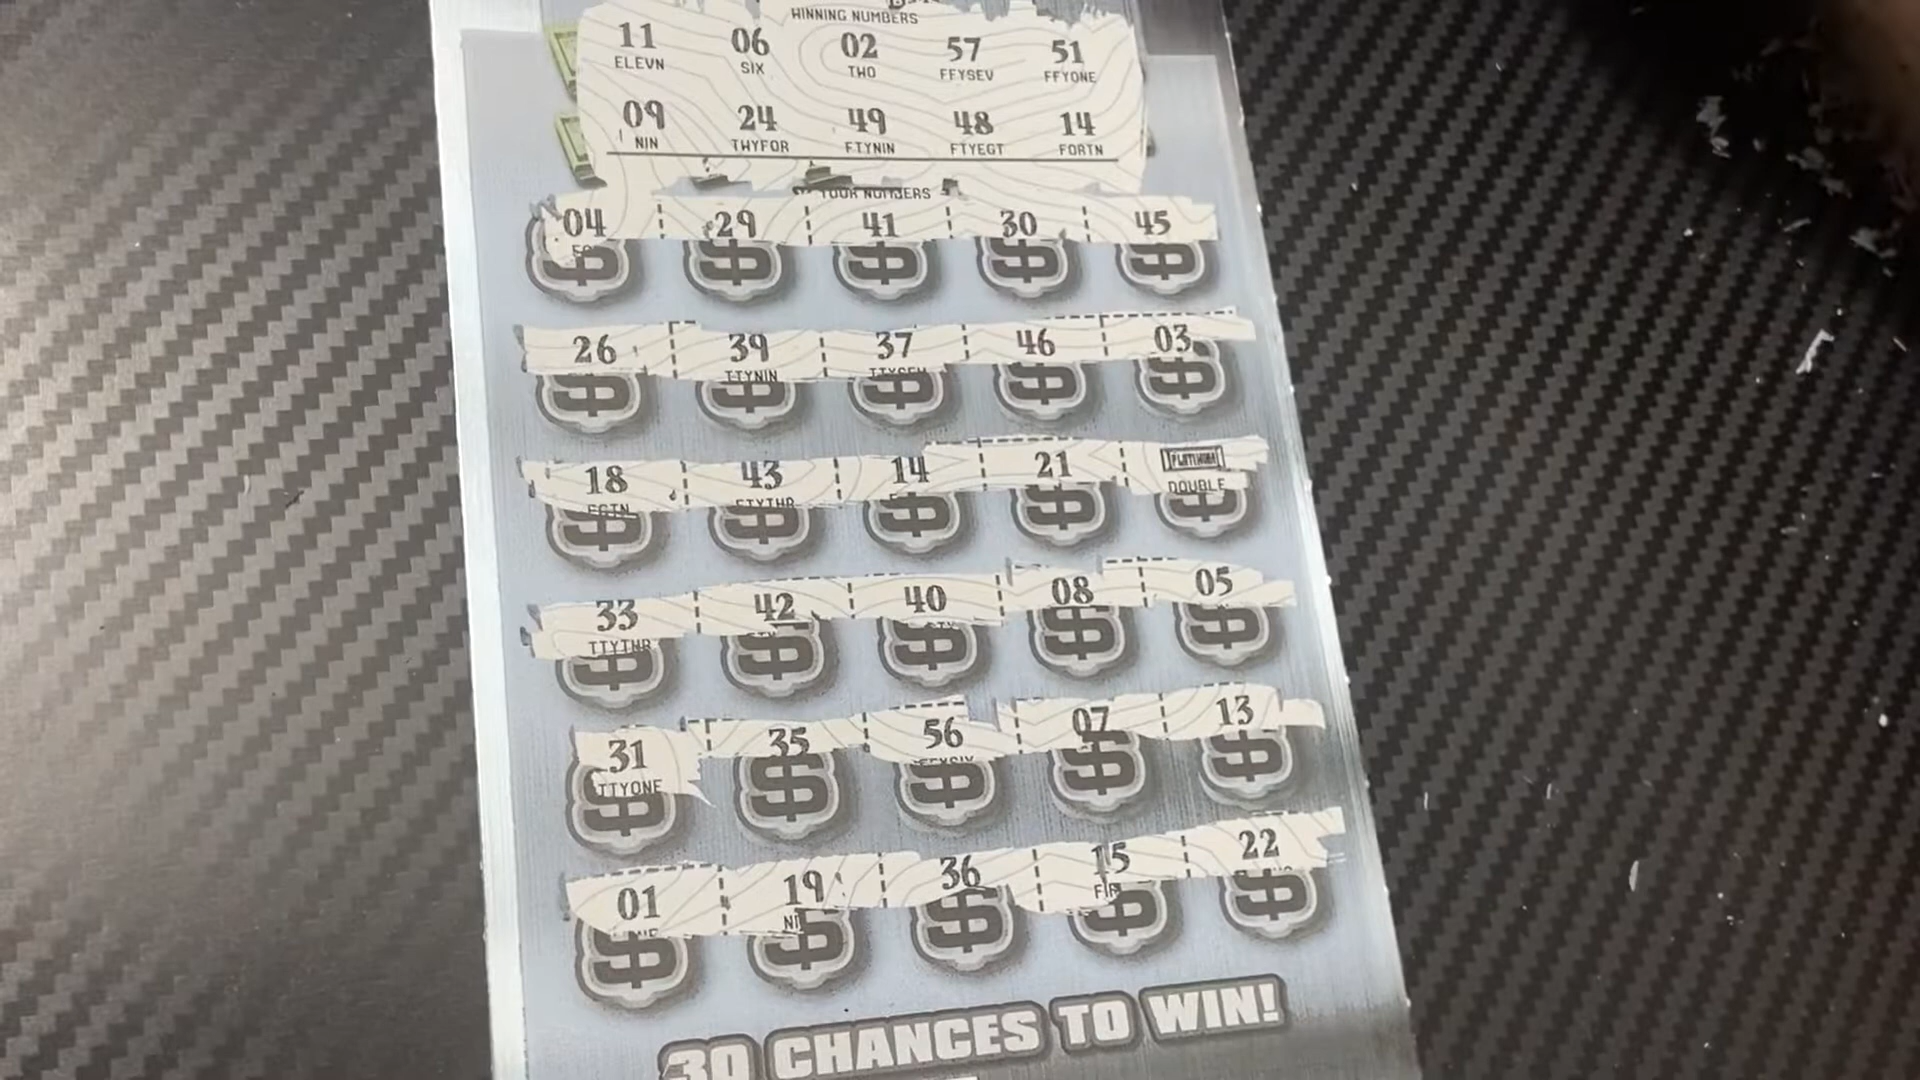 WINNING NUMBERS
11 06 02 57 51
ELEVN SIX TWO FFYSEV FFYONE
09 24 49 48 14
NIN TWYFOR FTYNIN FTYEGT FORTN
YOUR NUMBERS
04 29 41 30 45
26 39 37 46 03
TTYNIN TTYSEV
18 43 14 21 PLATINUM
EGTN FTYTHR DOUBLE
33 42 40 08 05
TTYTHR
31 35 56 07 13
TTYONE FFYSIX
01 19 36 15 22
30 CHANCES TO WIN!